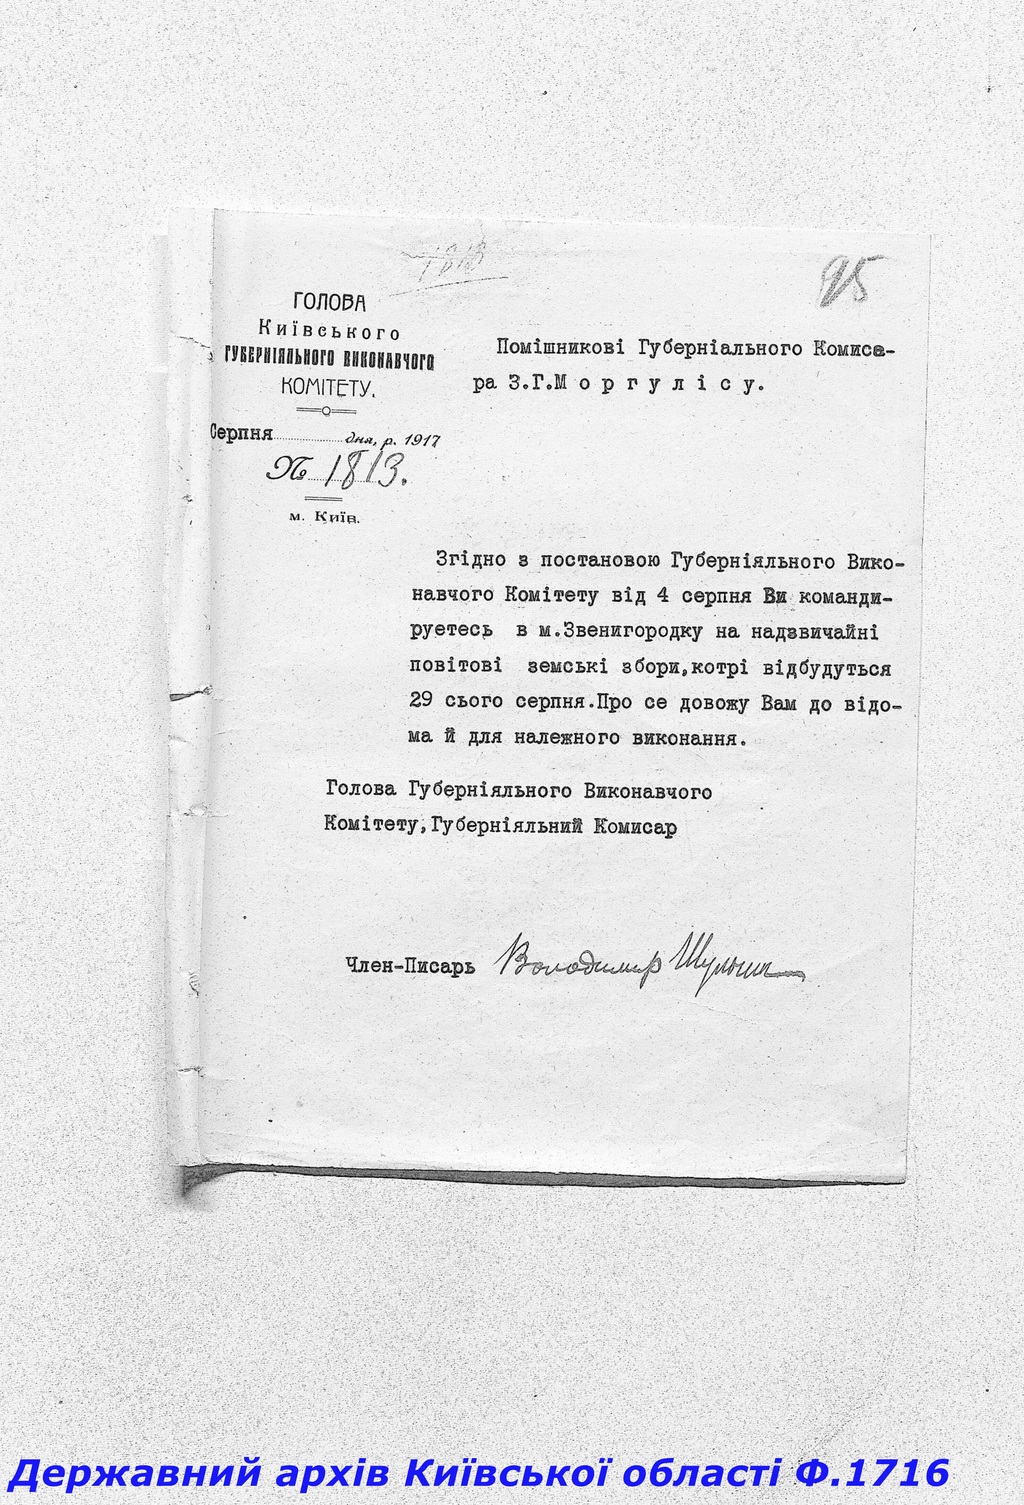 1813
95
ГОЛОВА
Київського
ГУБЕРНІЯЛЬНОГО ВИКОНАВЧОГО
КОМІТЕТУ.
Серпня дня, р. 1917
№ 1813.
м. Київ.
Помішникові Губерніального Комиса-
ра З.Г.М о р г у л і с у.
Згідно з постановою Губерніяльного Вико-
навчого Комітету від 4 серпня Ви команди-
руетесь в м.Звенигородку на надзвичайні
повітові земські збори,котрі відбудуться
29 сього серпня.Про се довожу Вам до відо-
ма й для належного виконання.
Голова Губерніяльного Виконавчого
Комітету,Губерніяльний Комисар
Член-Писарь Володимир Шульгин
Державний архів Київської області Ф.1716